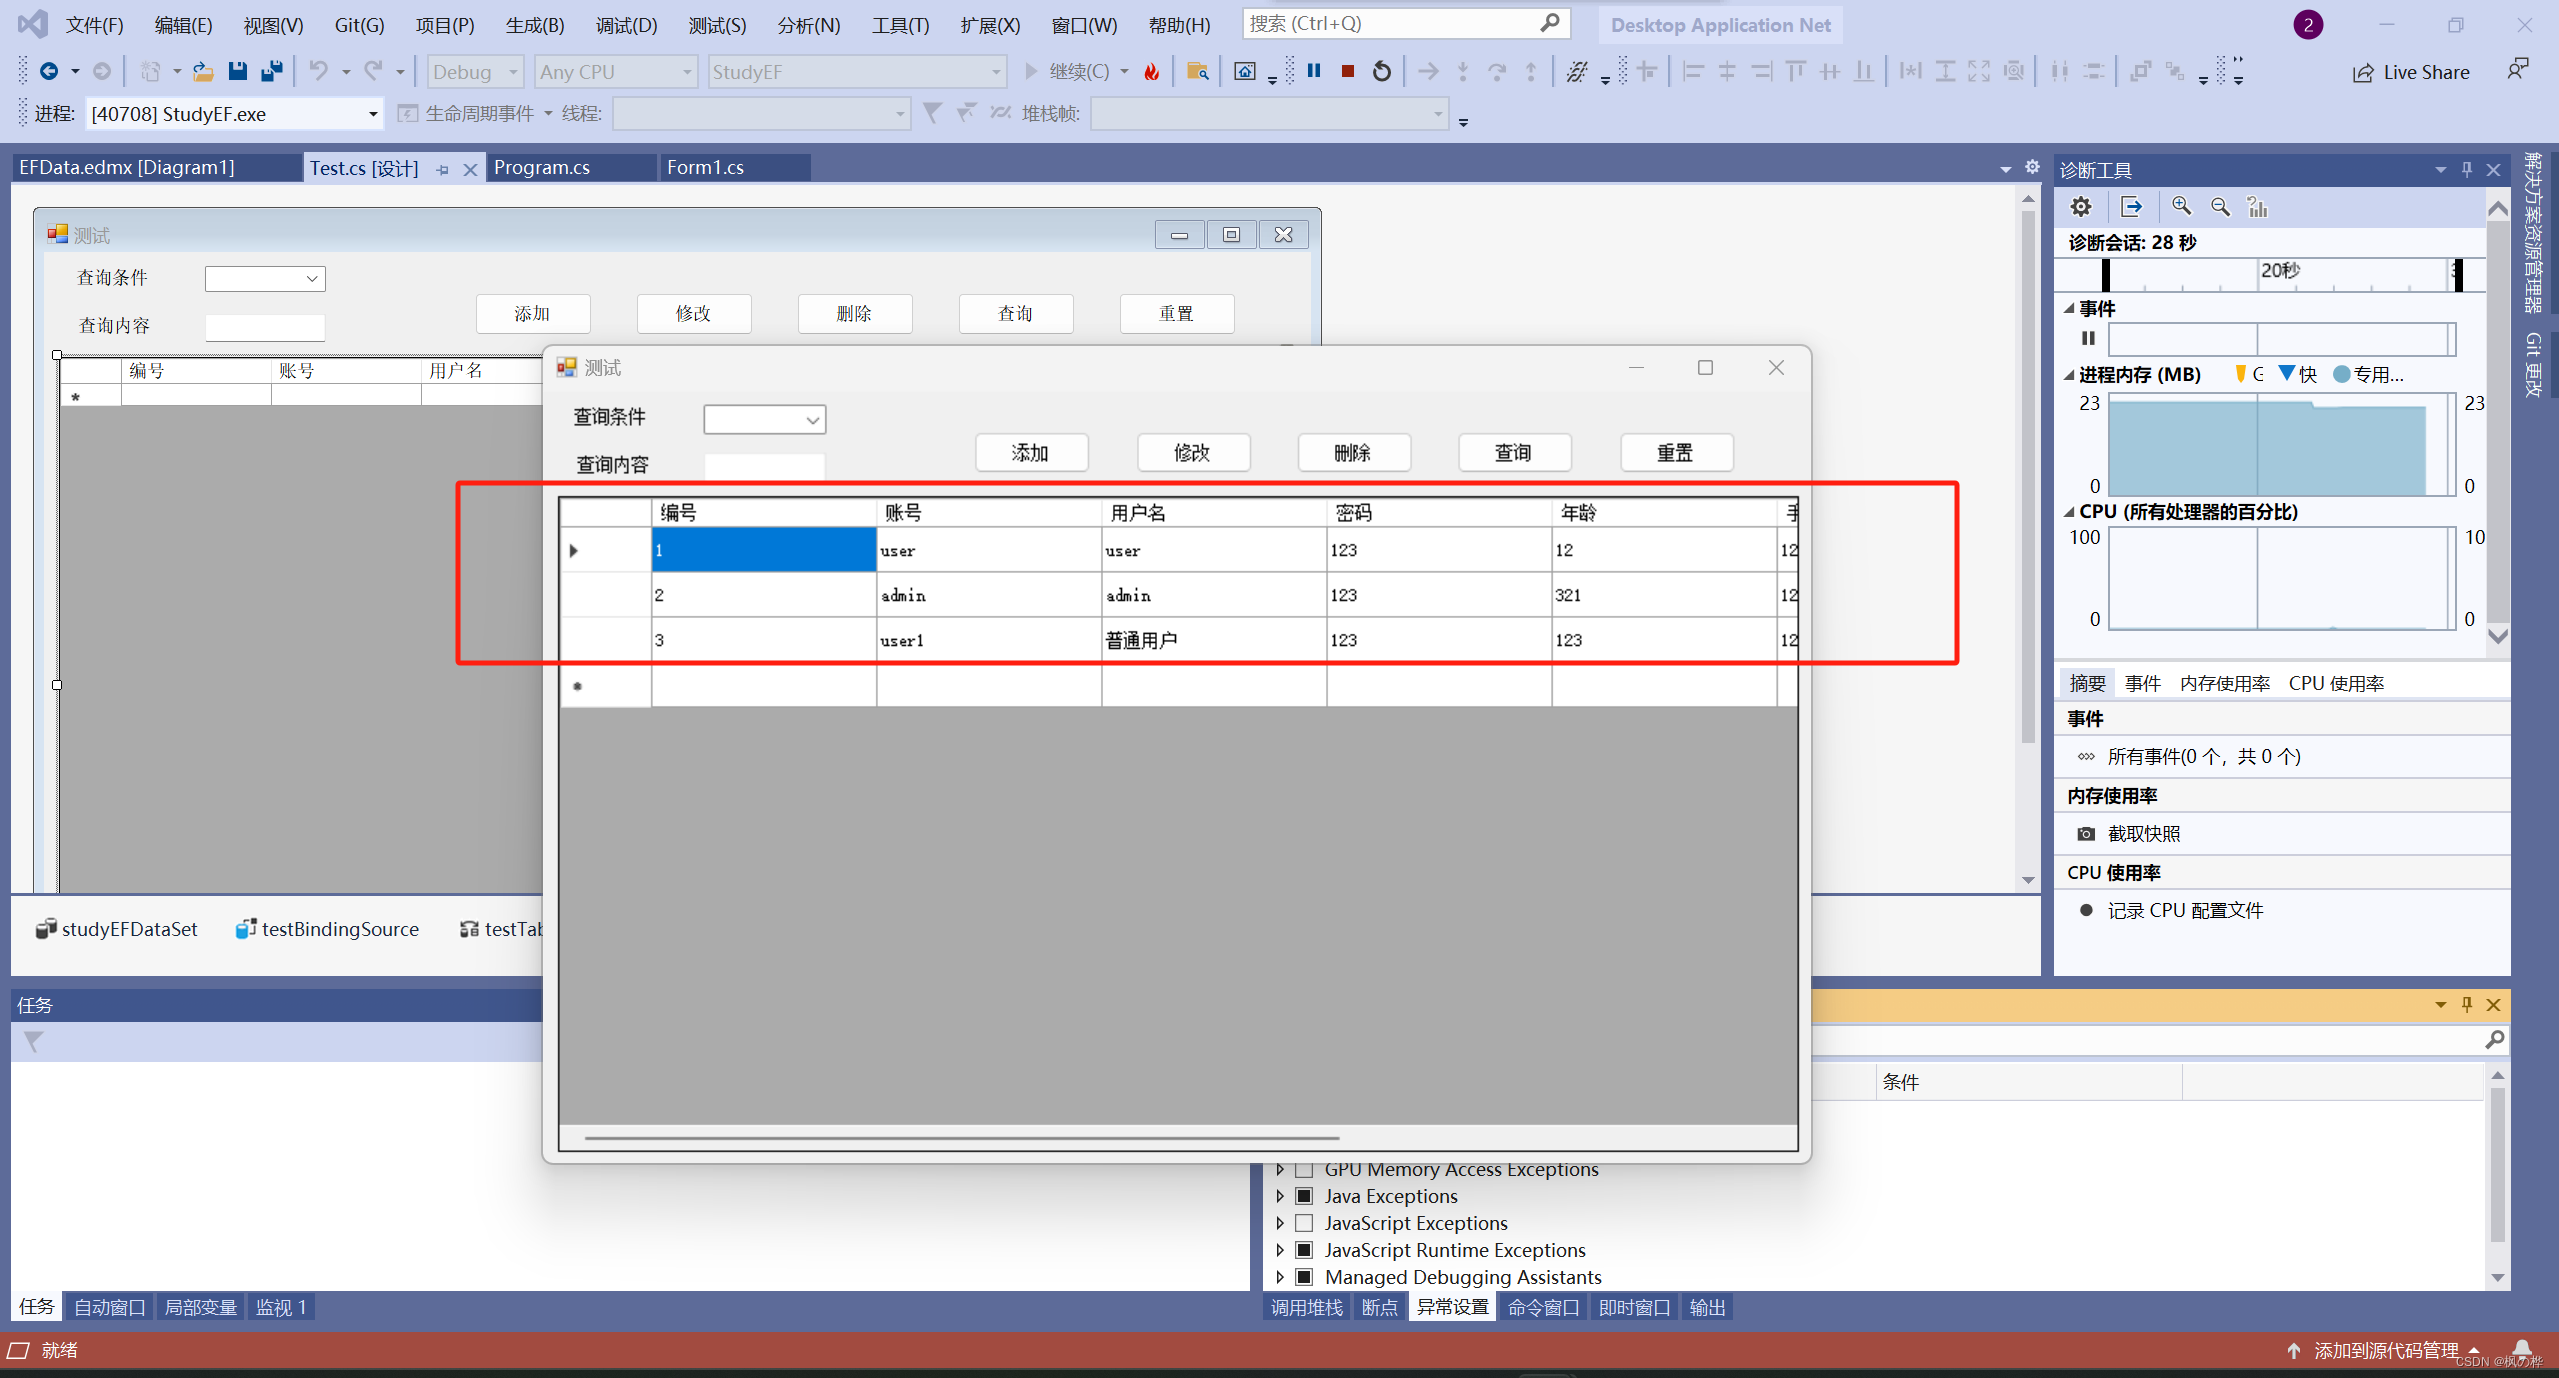 文件(F) 编辑(E) 视图(V) Git(G) 项目(P) 生成(B) 调试(D) 测试(S) 分析(N) 工具(T) 扩展(X) 窗口(W) 帮助(H) 搜索 (Ctrl+Q) Desktop Application Net 2
Debug Any CPU StudyEF 继续(C) Live Share
进程: [40708] StudyEF.exe 生命周期事件 线程: 堆栈帧:
EFData.edmx [Diagram1] Test.cs [设计] Program.cs Form1.cs
测试
查询条件
查询内容
添加 修改 删除 查询 重置
编号 账号 用户名
*
测试
查询条件
查询内容
添加 修改 删除 查询 重置
编号 账号 用户名 密码 年龄
1 user user 123 12 12
2 admin admin 123 321 12
3 user1 普通用户 123 123 12
*
studyEFDataSet testBindingSource testTab
诊断工具
诊断会话: 28 秒
20秒
事件
进程内存 (MB) G 快 专用...
23 23
0 0
CPU (所有处理器的百分比)
100 10
0 0
摘要 事件 内存使用率 CPU 使用率
事件
所有事件(0 个，共 0 个)
内存使用率
截取快照
CPU 使用率
记录 CPU 配置文件
解决方案资源管理器
Git 更改
任务
条件
GPU Memory Access Exceptions
Java Exceptions
JavaScript Exceptions
JavaScript Runtime Exceptions
Managed Debugging Assistants
任务 自动窗口 局部变量 监视 1
调用堆栈 断点 异常设置 命令窗口 即时窗口 输出
就绪
添加到源代码管理
CSDN @枫の桦